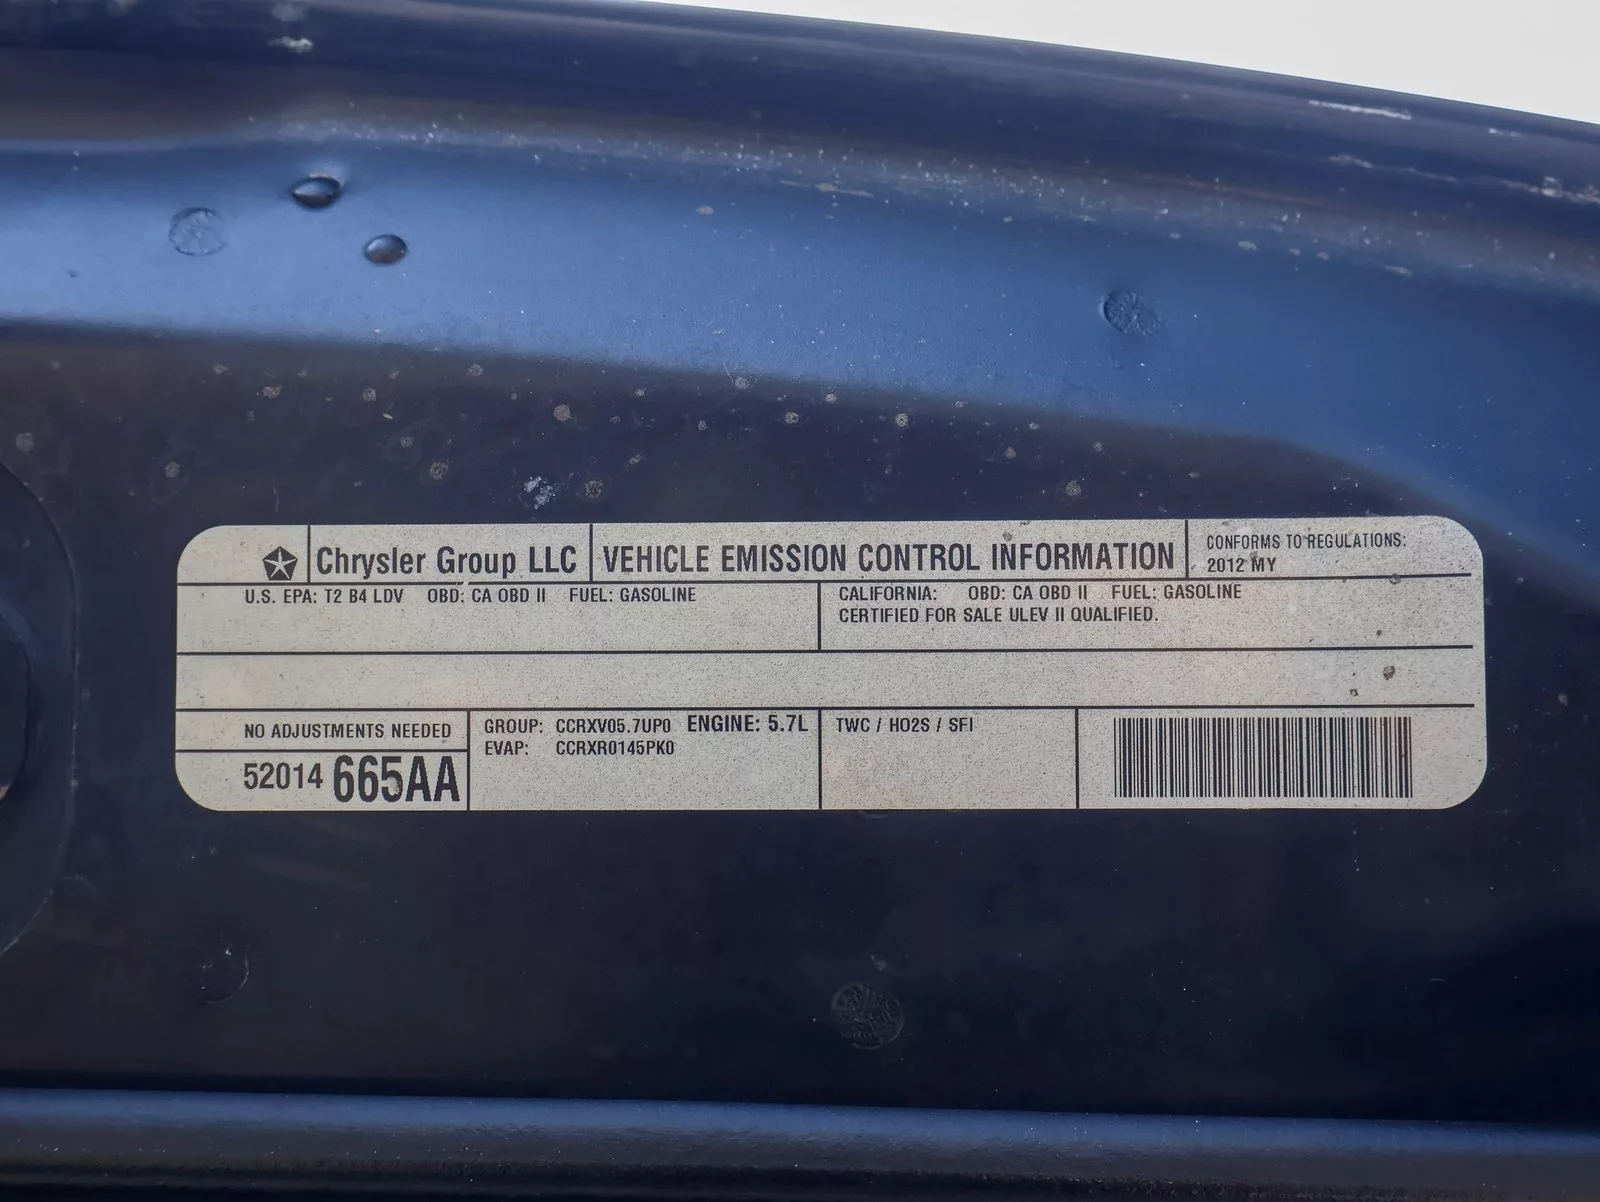 Chrysler Group LLC VEHICLE EMISSION CONTROL INFORMATION CONFORMS TO REGULATIONS:
2012 MY
U.S. EPA: T2 B4 LDV OBD: CA OBD II FUEL: GASOLINE
CALIFORNIA: OBD: CA OBD II FUEL: GASOLINE
CERTIFIED FOR SALE ULEV II QUALIFIED.
NO ADJUSTMENTS NEEDED
52014 665AA
GROUP: CCRXV05.7UP0 ENGINE: 5.7L
EVAP: CCRXR0145PK0
TWC / HO2S / SFI